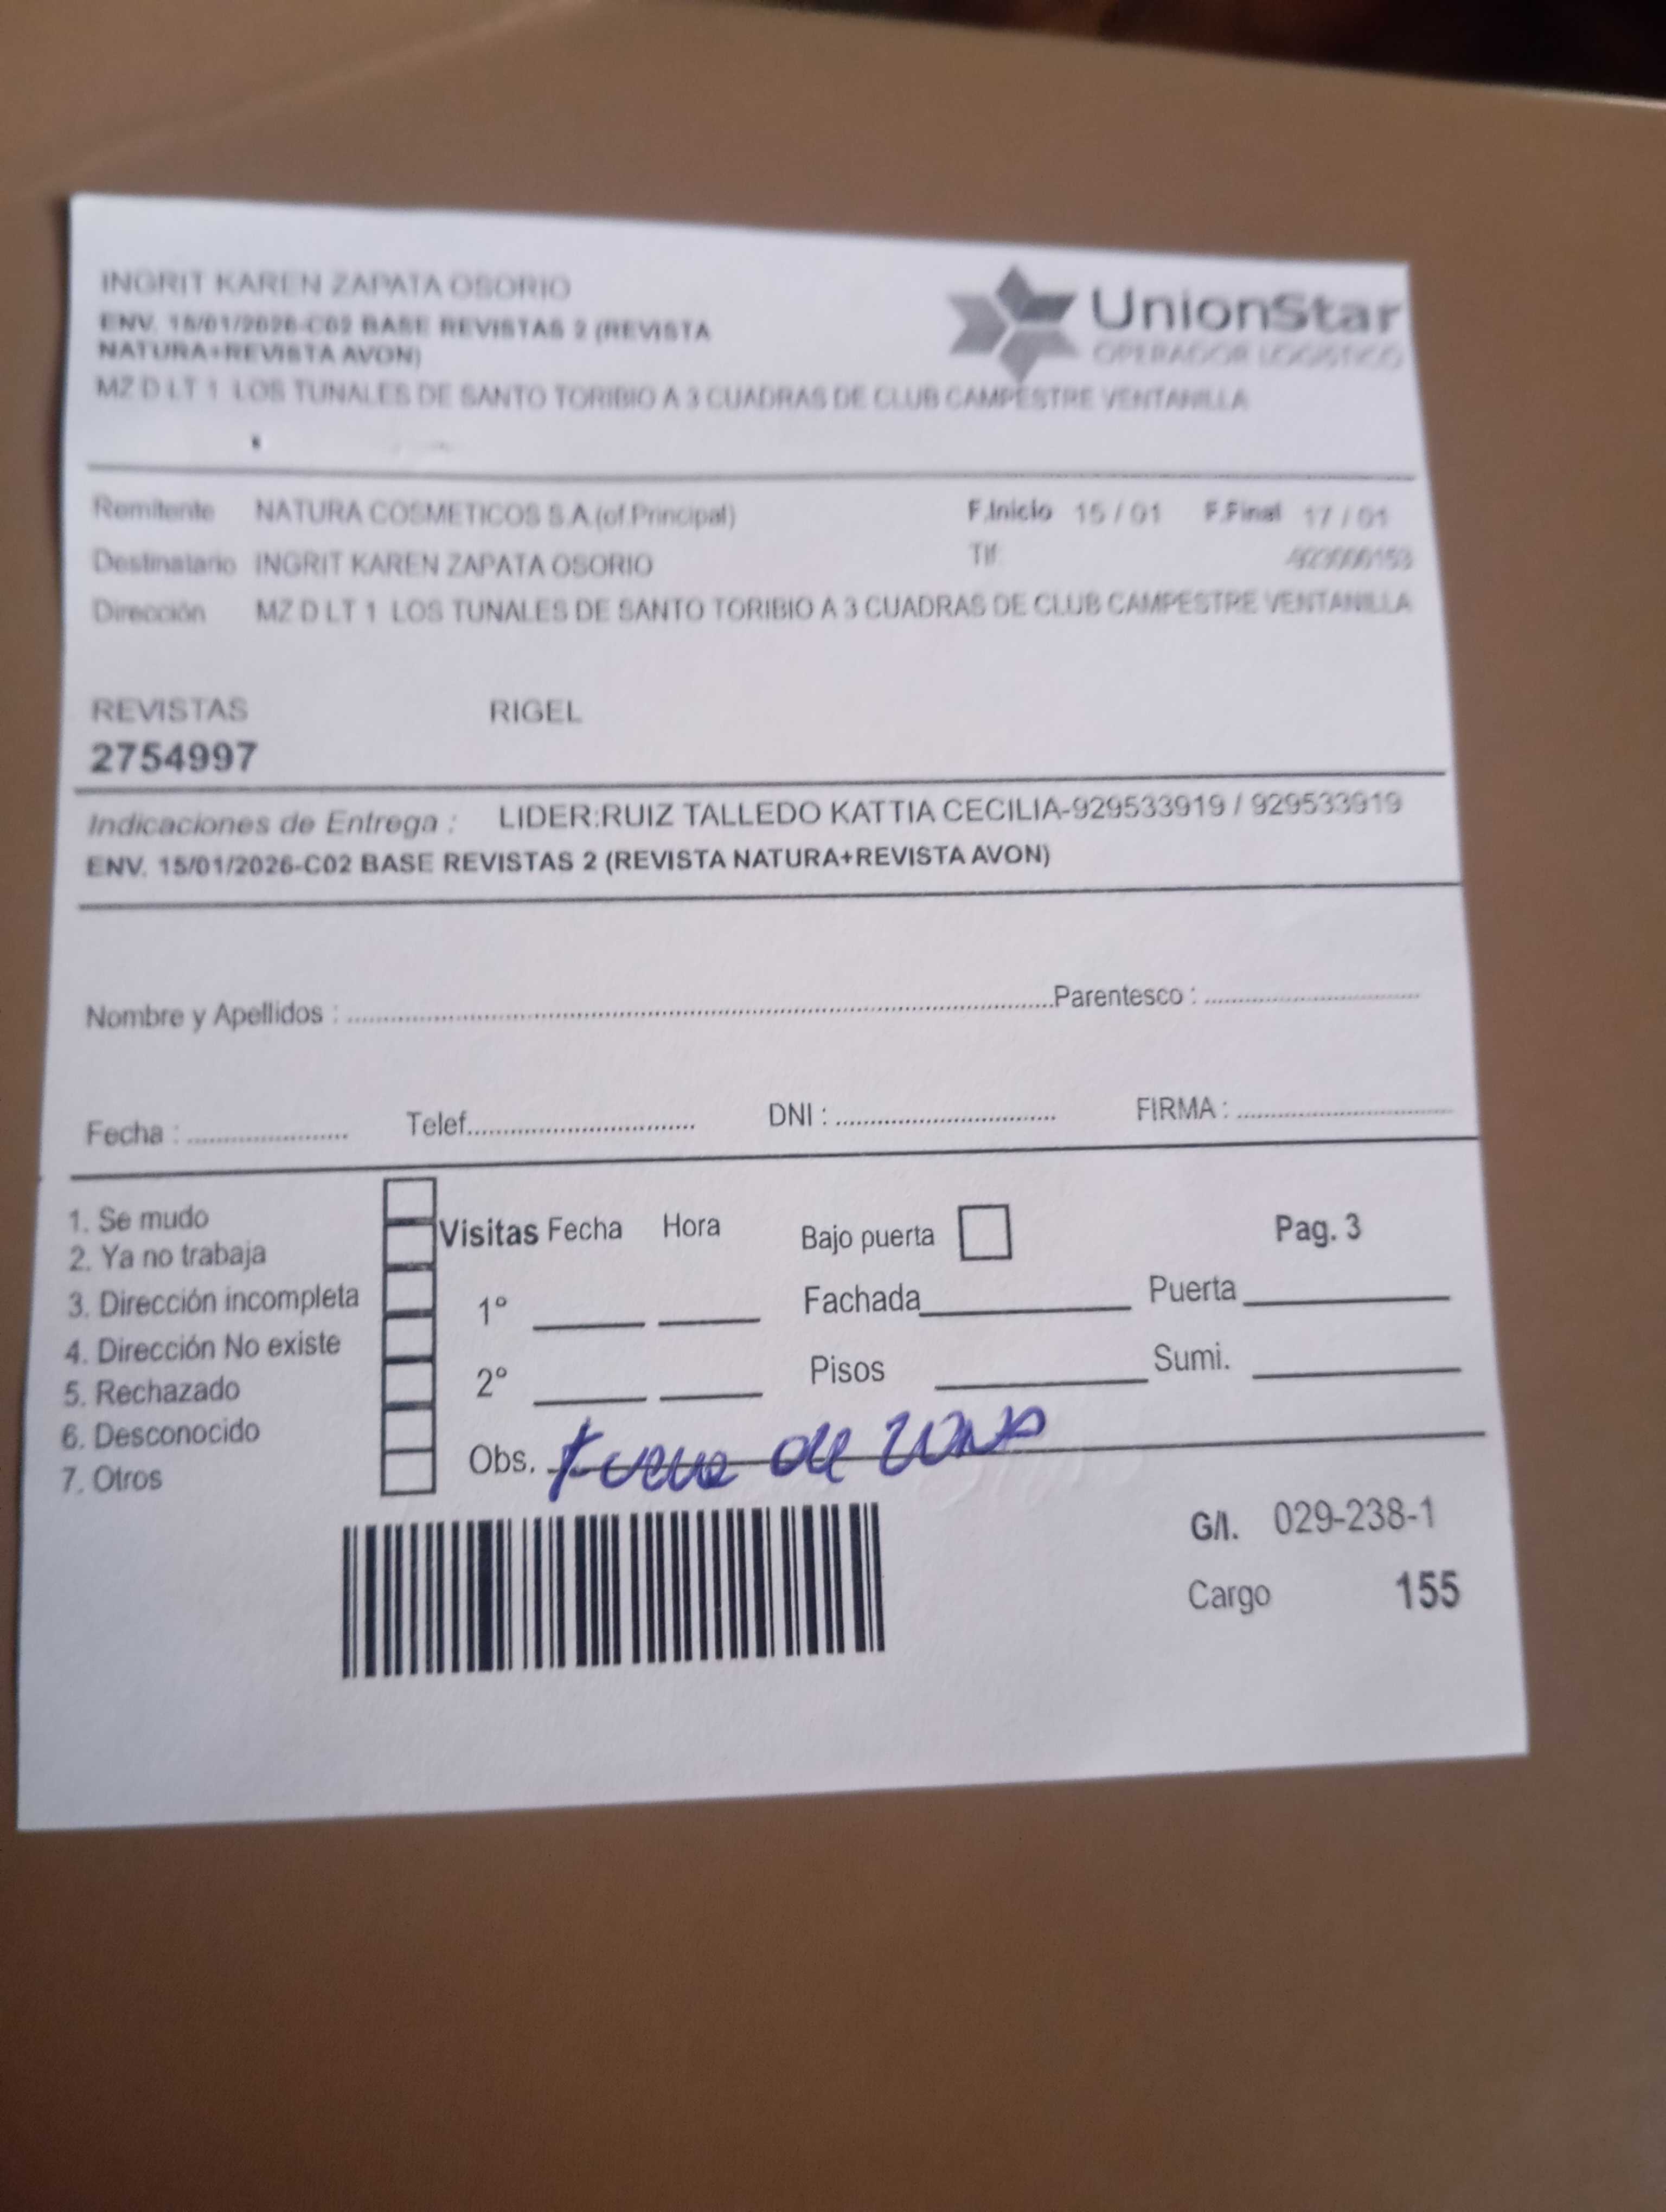 INGRIT KAREN ZAPATA OSORIO
ENV. 15/01/2026-C02 BASE REVISTAS 2 (REVISTA
NATURA+REVISTA AVON)
MZ D LT 1 LOS TUNALES DE SANTO TORIBIO A 3 CUADRAS DE CLUB CAMPESTRE VENTANILLA
UnionStar
OPERADOR LOGISTICO
Remitente NATURA COSMETICOS S.A.(of.Principal) F.Inicio 15 / 01 F.Final 17 / 01
Destinatario INGRIT KAREN ZAPATA OSORIO Tlf:
Dirección MZ D LT 1 LOS TUNALES DE SANTO TORIBIO A 3 CUADRAS DE CLUB CAMPESTRE VENTANILLA
REVISTAS RIGEL
2754997
Indicaciones de Entrega : LIDER:RUIZ TALLEDO KATTIA CECILIA-929533919 / 929533919
ENV. 15/01/2026-C02 BASE REVISTAS 2 (REVISTA NATURA+REVISTA AVON)
Nombre y Apellidos : Parentesco :
Fecha : Telef. DNI : FIRMA :
1. Se mudo
2. Ya no trabaja
3. Dirección incompleta
4. Dirección No existe
5. Rechazado
6. Desconocido
7. Otros
Visitas Fecha Hora
1°
2°
Bajo puerta Pag. 3
Fachada Puerta
Pisos Sumi.
Obs. de zona
G/I. 029-238-1
Cargo 155